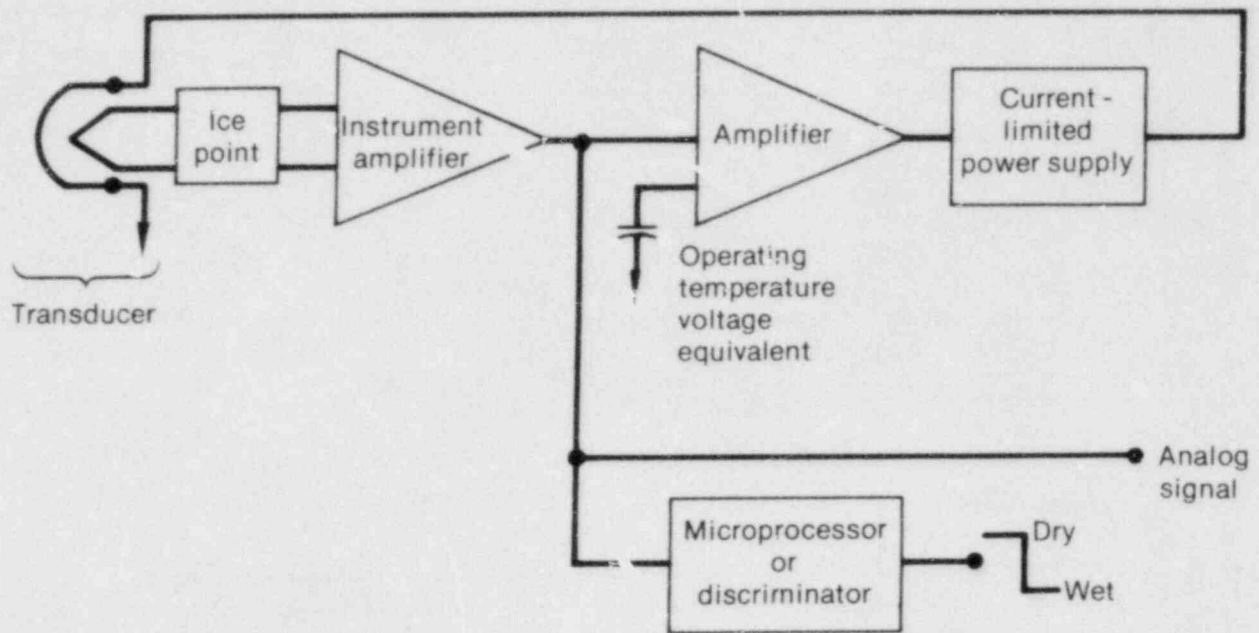 Ice
point
Instrument
amplifier
Amplifier
Current -
limited
power supply
Operating
temperature
voltage
equivalent
Transducer
Analog
signal
Microprocessor
or
discriminator
Dry
Wet